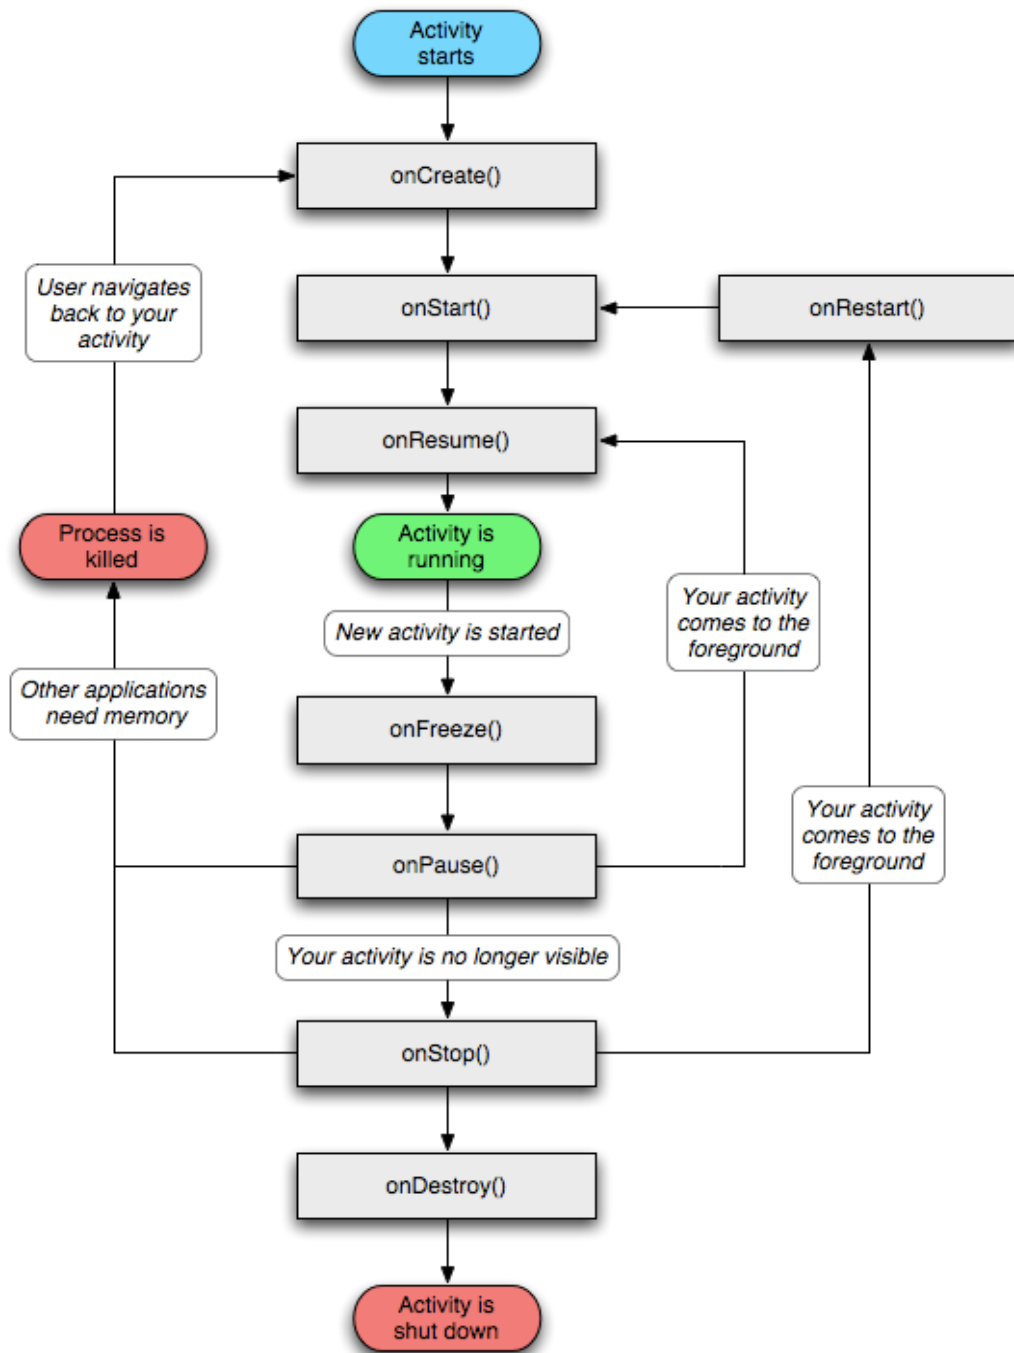 Activity
starts
onCreate()
User navigates
back to your
activity
onStart()
onRestart()
onResume()
Process is
killed
Activity is
running
Your activity
comes to the
foreground
New activity is started
Other applications
need memory
onFreeze()
Your activity
comes to the
foreground
onPause()
Your activity is no longer visible
onStop()
onDestroy()
Activity is
shut down